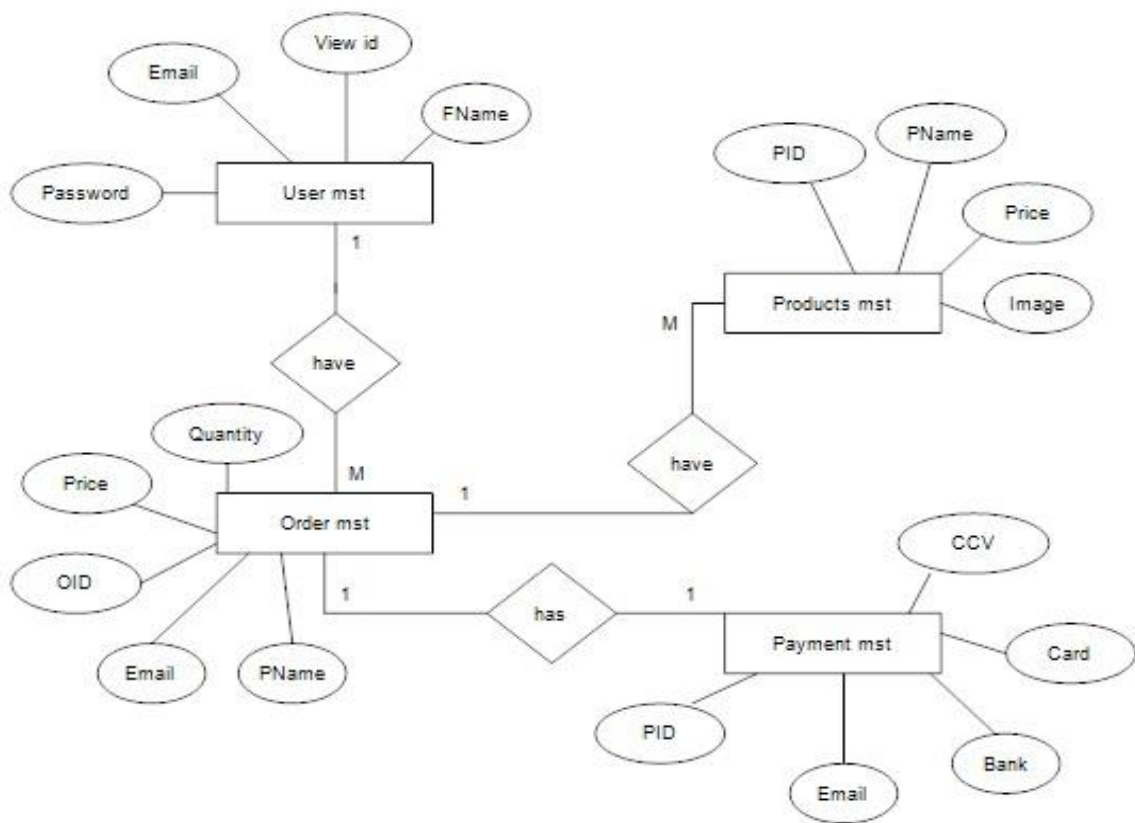 View id
Email
FName
Password
User mst
1
have
M
PID
PName
Price
Image
Products mst
M
have
1
Quantity
Price
OID
Email
PName
Order mst
1
has
1
CCV
Card
Payment mst
PID
Email
Bank